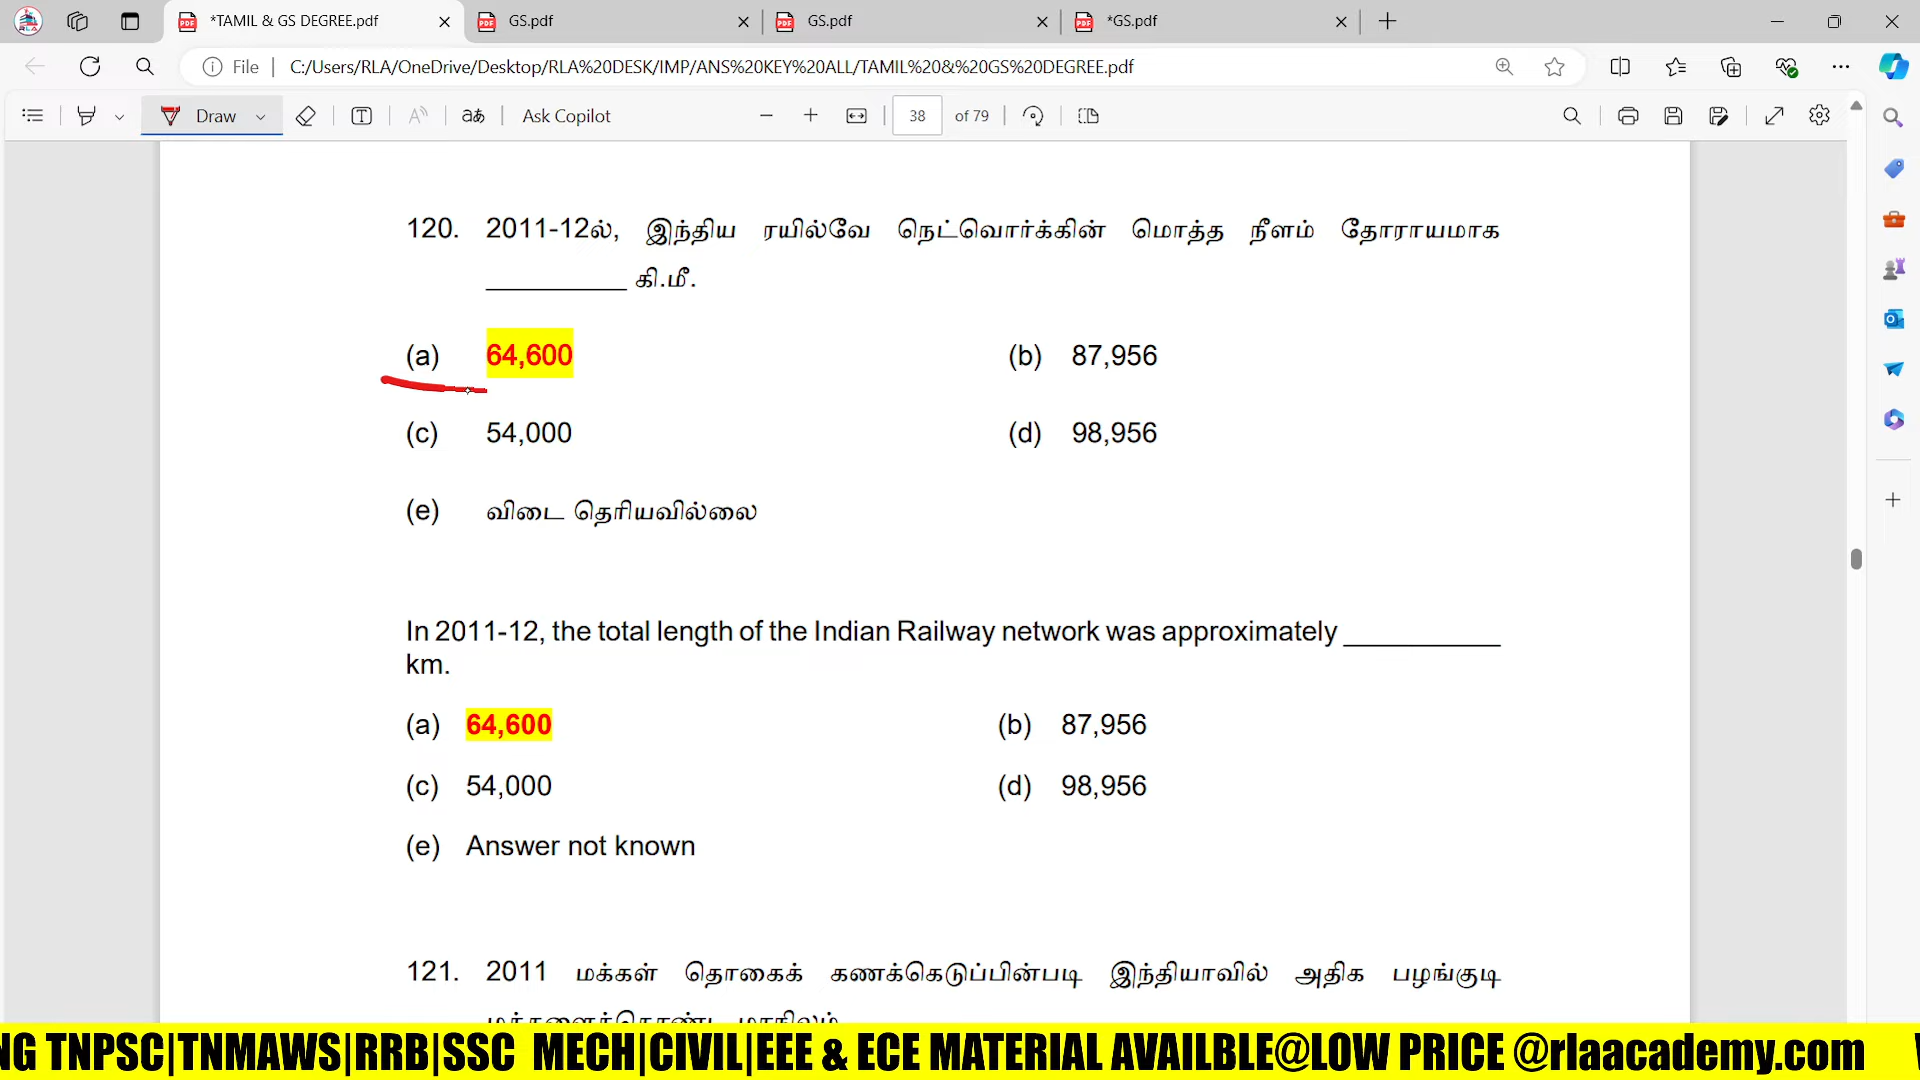 *TAMIL & GS DEGREE.pdf
GS.pdf
GS.pdf
*GS.pdf
File
C:/Users/RLA/OneDrive/Desktop/RLA%20DESK/IMP/ANS%20KEY%20ALL/TAMIL%20&%20GS%20DEGREE.pdf
Draw
Ask Copilot
38 of 79
120. 2011-12ல், இந்திய ரயில்வே நெட்வொர்க்கின் மொத்த நீளம் தோராயமாக
__________ கி.மீ.
(a) 64,600 (b) 87,956
(c) 54,000 (d) 98,956
(e) விடை தெரியவில்லை
In 2011-12, the total length of the Indian Railway network was approximately __________
km.
(a) 64,600 (b) 87,956
(c) 54,000 (d) 98,956
(e) Answer not known
121. 2011 மக்கள் தொகைக் கணக்கெடுப்பின்படி இந்தியாவில் அதிக பழங்குடி
மக்களைக்கொண்ட மாநிலம்
NG TNPSC|TNMAWS|RRB|SSC MECH|CIVIL|EEE & ECE MATERIAL AVAILBLE@LOW PRICE @rlaacademy.com